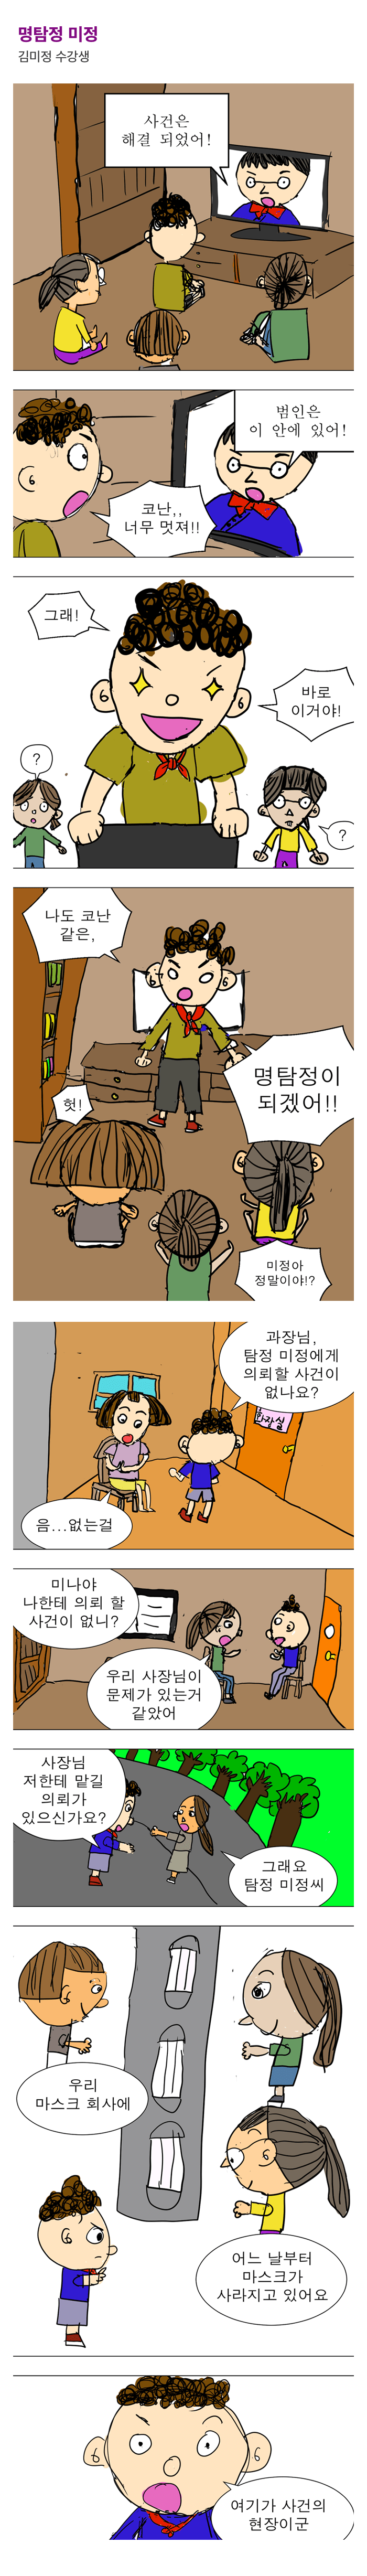 명탐정 미정
김미정 수강생
사건은
해결 되었어!
범인은
이 안에 있어!
코난,,
너무 멋져!!
그래!
바로
이거야!
?
?
나도 코난
같은,
명탐정이
되겠어!!
헛!
미정아
정말이야!?
과장님,
탐정 미정에게
의뢰할 사건이
없나요?
화장실
음...없는걸
미나야
나한테 의뢰 할
사건이 없니?
우리 사장님이
문제가 있는거
같았어
사장님
저한테 맡길
의뢰가
있으신가요?
그래요
탐정 미정씨
우리
마스크 회사에
어느 날부터
마스크가
사라지고 있어요
여기가 사건의
현장이군